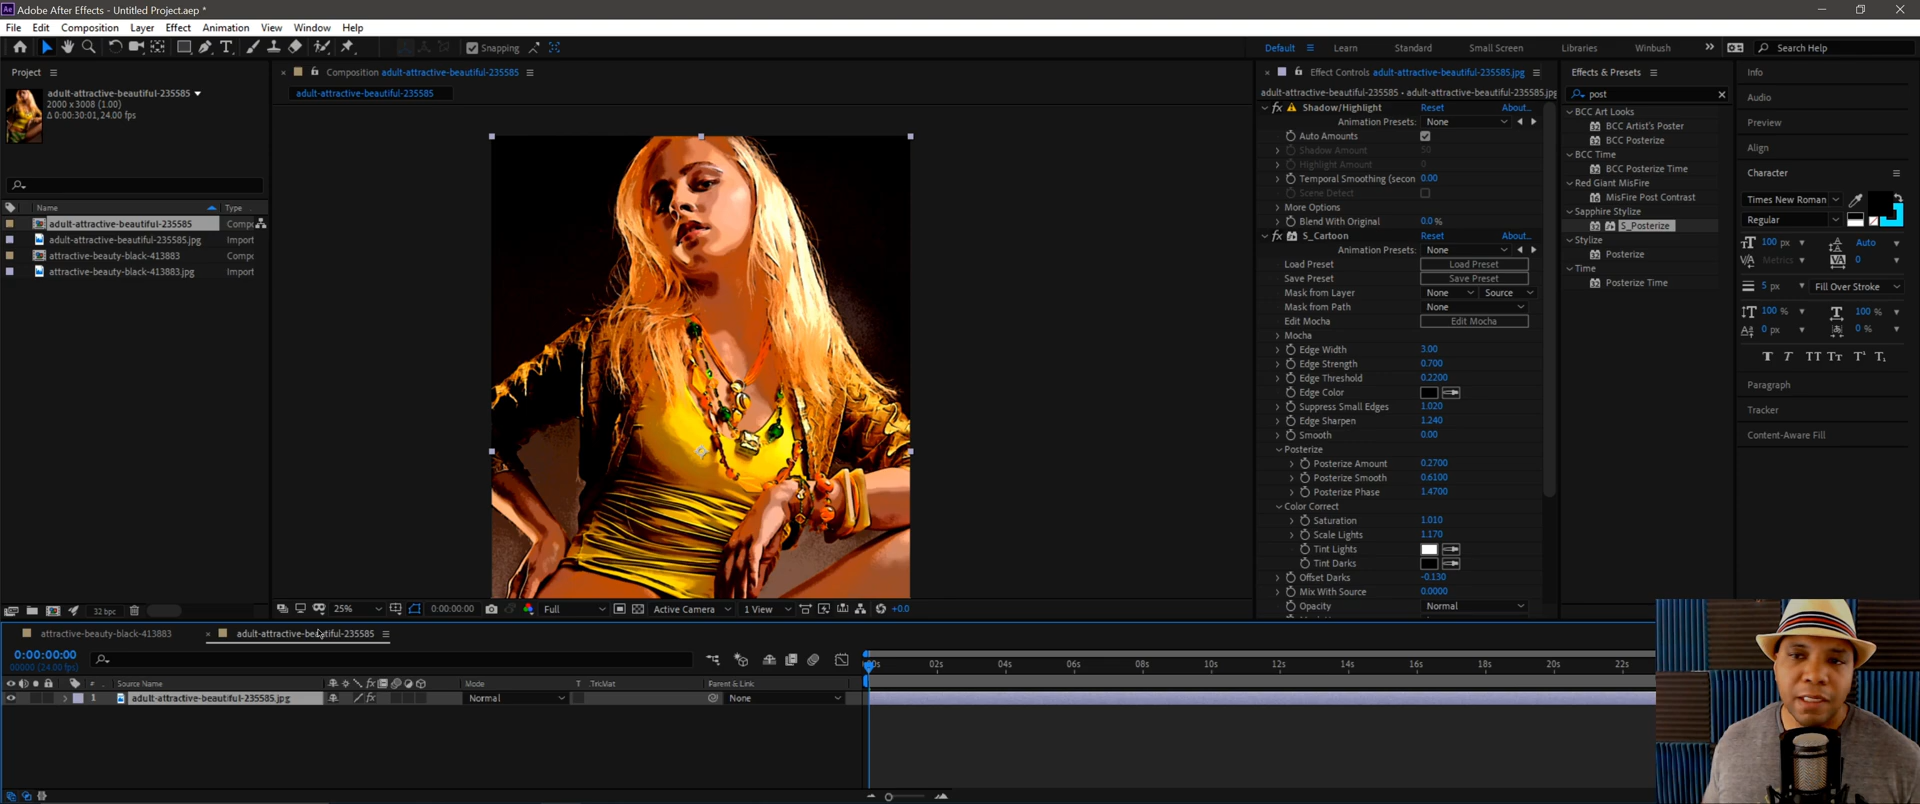 Adobe After Effects - Untitled Project.aep *
File Edit Composition Layer Effect Animation View Window Help
Snapping
Default Learn Standard Small Screen Libraries Winbush Search Help
Project
adult-attractive-beautiful-235585
2000 x 3008 (1.00)
Δ 0:00:30:01, 24.00 fps
Name Type
adult-attractive-beautiful-235585 Compo
adult-attractive-beautiful-235585.jpg Import
attractive-beauty-black-413883 Compo
attractive-beauty-black-413883.jpg Import
32 bpc
Composition adult-attractive-beautiful-235585
adult-attractive-beautiful-235585
25% 0:00:00:00 Full Active Camera 1 View +0.0
Effect Controls adult-attractive-beautiful-235585.jpg
adult-attractive-beautiful-235585 • adult-attractive-beautiful-235585.jpg
fx Shadow/Highlight Reset About...
Animation Presets: None
Auto Amounts
Shadow Amount 50
Highlight Amount 0
Temporal Smoothing (secon 0.00
Scene Detect
More Options
Blend With Original 0.0 %
fx S_Cartoon Reset About...
Animation Presets: None
Load Preset Load Preset
Save Preset Save Preset
Mask from Layer None Source
Mask from Path None
Edit Mocha Edit Mocha
Mocha
Edge Width 3.00
Edge Strength 0.700
Edge Threshold 0.2200
Edge Color
Suppress Small Edges 1.020
Edge Sharpen 1.240
Smooth 0.00
Posterize
Posterize Amount 0.2700
Posterize Smooth 0.6100
Posterize Phase 1.4700
Color Correct
Saturation 1.010
Scale Lights 1.170
Tint Lights
Tint Darks
Offset Darks -0.130
Mix With Source 0.0000
Opacity Normal
Effects & Presets
post
BCC Art Looks
BCC Artist's Poster
BCC Posterize
BCC Time
BCC Posterize Time
Red Giant MisFire
MisFire Post Contrast
Sapphire Stylize
S_Posterize
Stylize
Posterize
Time
Posterize Time
Info
Audio
Preview
Align
Character
Times New Roman
Regular
100 px Auto
Metrics 0
5 px Fill Over Stroke
100 % 100 %
0 px 0 %
T T TT Tt T¹ T₁
Paragraph
Tracker
Content-Aware Fill
attractive-beauty-black-413883 adult-attractive-beautiful-235585
0:00:00:00
00000 (24.00 fps)
# Source Name Mode T .TrkMat Parent & Link
1 adult-attractive-beautiful-235585.jpg fx Normal None
02s 04s 06s 08s 10s 12s 14s 16s 18s 20s 22s